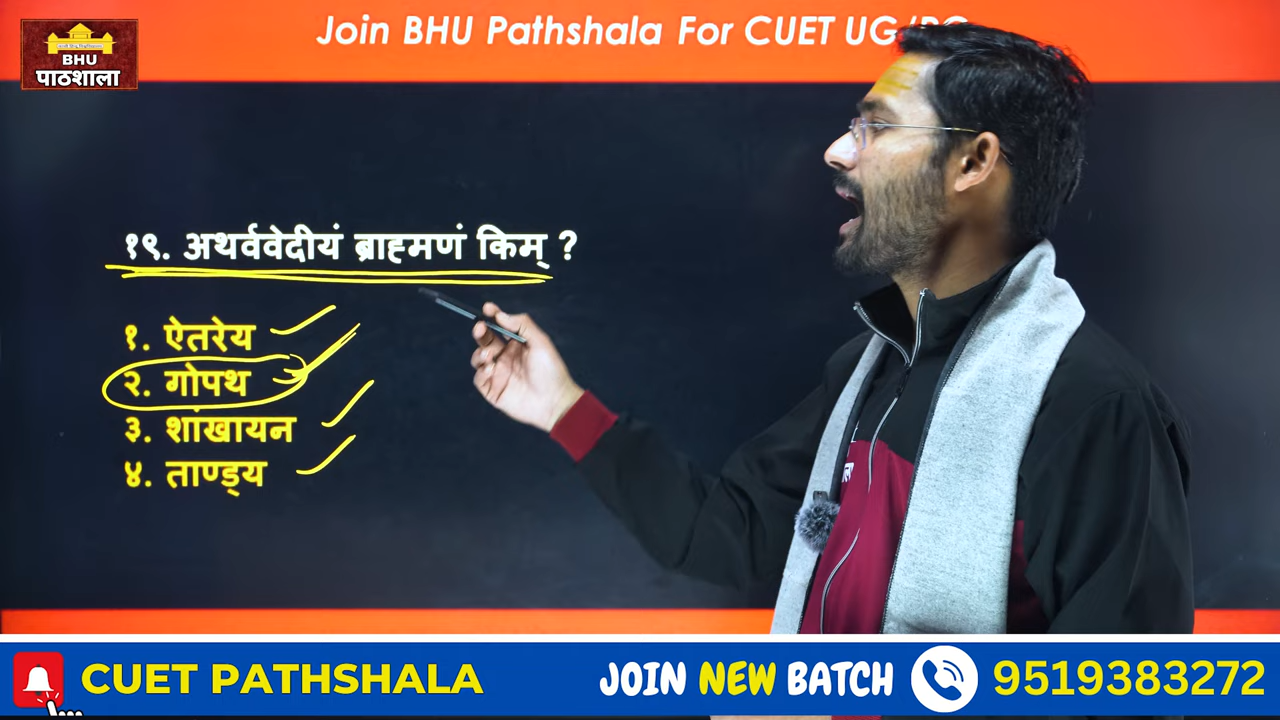 Join BHU Pathshala For CUET UG/PG
BHU
पाठशाला
१९. अथर्ववेदीयं ब्राह्मणं किम् ?
१. ऐतरेय
२. गोपथ
३. शांखायन
४. ताण्ड्य
CUET PATHSHALA
JOIN NEW BATCH
9519383272